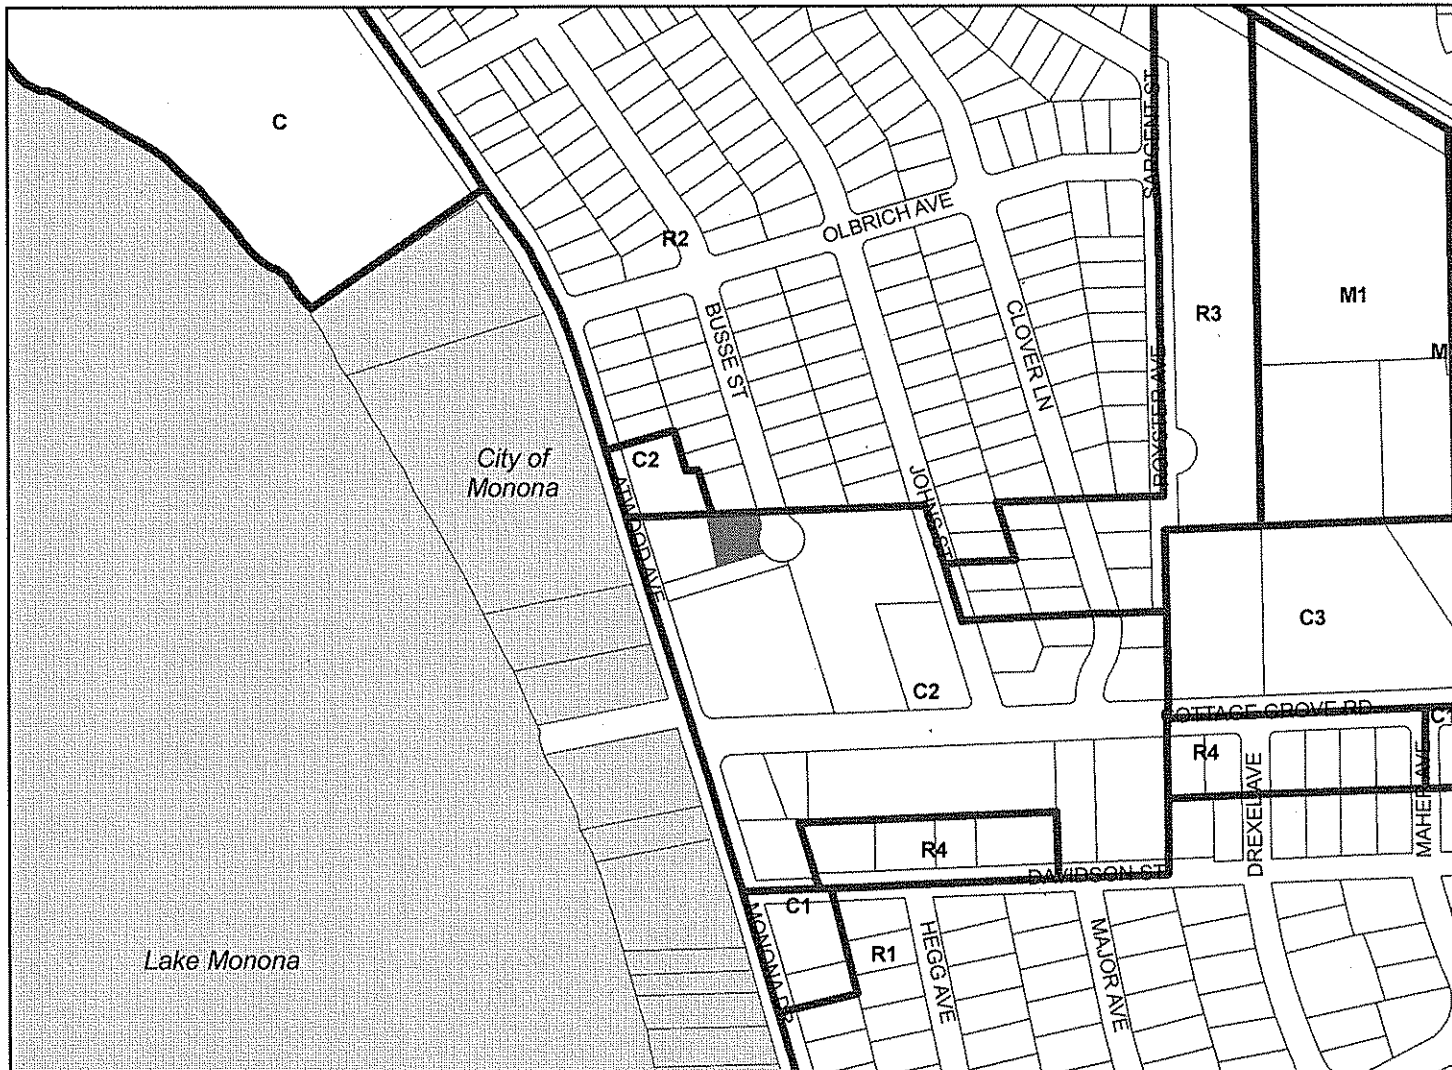 C
SARGENT ST
OLBRICH AVE
R2
M1
R3
CLOVER LN
BUSSE ST
M
ROYSTER AVE
City of
Monona
C2
JOHNS ST
ATWOOD AVE
C3
C2
COTTAGE GROVE RD
C1
R4
DREXEL AVE
MAHER AVE
R4
DAVIDSON ST
C1
MONONA DR
R1
HEGG AVE
MAJOR AVE
Lake Monona